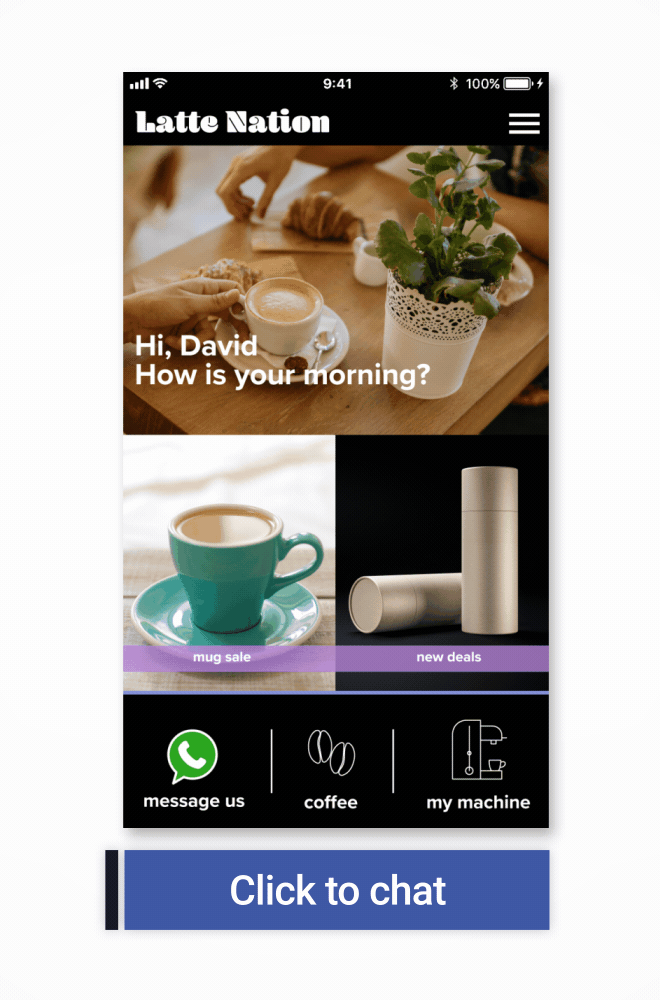 9:41
100%
Latte Nation
Hi, David
How is your morning?
mug sale
new deals
message us
coffee
my machine
Click to chat